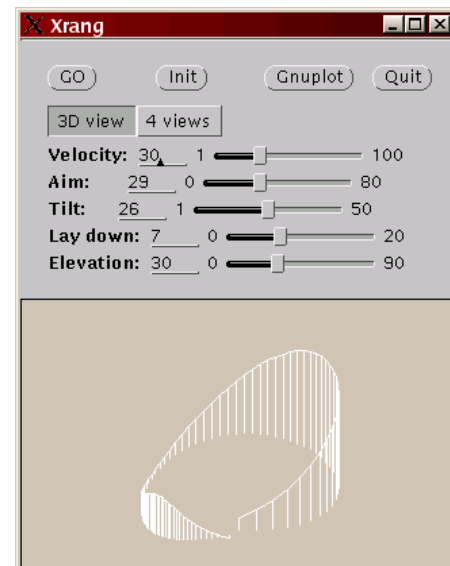 X Xrang
GO Init Gnuplot Quit
3D view 4 views
Velocity: 30 1 100
Aim: 29 0 80
Tilt: 26 1 50
Lay down: 7 0 20
Elevation: 30 0 90